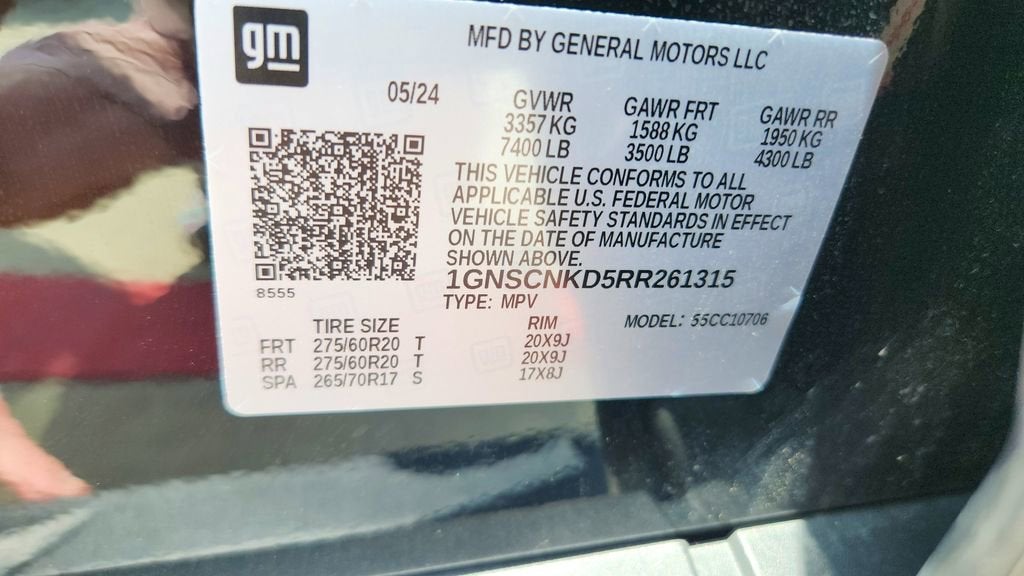 gm
MFD BY GENERAL MOTORS LLC
05/24
GVWR GAWR FRT GAWR RR
3357 KG 1588 KG 1950 KG
7400 LB 3500 LB 4300 LB
THIS VEHICLE CONFORMS TO ALL
APPLICABLE U.S. FEDERAL MOTOR
VEHICLE SAFETY STANDARDS IN EFFECT
ON THE DATE OF MANUFACTURE
SHOWN ABOVE.
1GNSCNKD5RR261315
8555
TYPE: MPV
TIRE SIZE RIM MODEL: 55CC10706
FRT 275/60R20 T 20X9J
RR 275/60R20 T 20X9J
SPA 265/70R17 S 17X8J